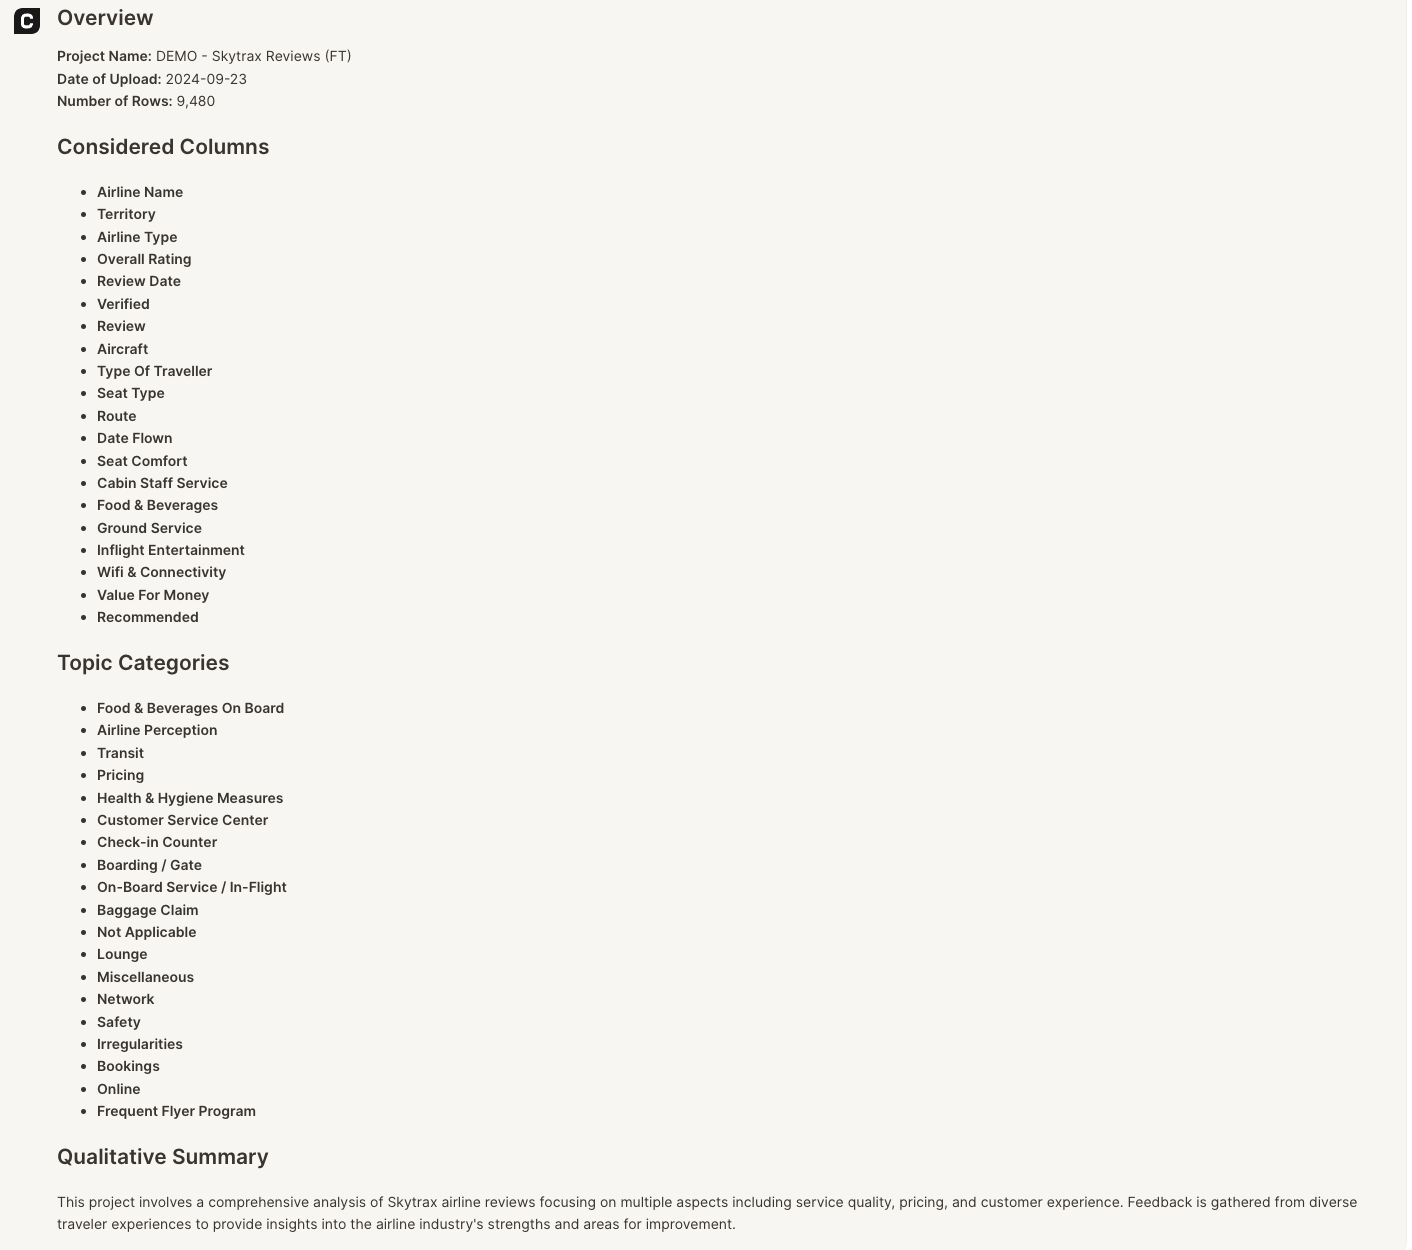 C
Overview
Project Name: DEMO - Skytrax Reviews (FT)
Date of Upload: 2024-09-23
Number of Rows: 9,480
Considered Columns
Airline Name
Territory
Airline Type
Overall Rating
Review Date
Verified
Review
Aircraft
Type Of Traveller
Seat Type
Route
Date Flown
Seat Comfort
Cabin Staff Service
Food & Beverages
Ground Service
Inflight Entertainment
Wifi & Connectivity
Value For Money
Recommended
Topic Categories
Food & Beverages On Board
Airline Perception
Transit
Pricing
Health & Hygiene Measures
Customer Service Center
Check-in Counter
Boarding / Gate
On-Board Service / In-Flight
Baggage Claim
Not Applicable
Lounge
Miscellaneous
Network
Safety
Irregularities
Bookings
Online
Frequent Flyer Program
Qualitative Summary
This project involves a comprehensive analysis of Skytrax airline reviews focusing on multiple aspects including service quality, pricing, and customer experience. Feedback is gathered from diverse
traveler experiences to provide insights into the airline industry's strengths and areas for improvement.